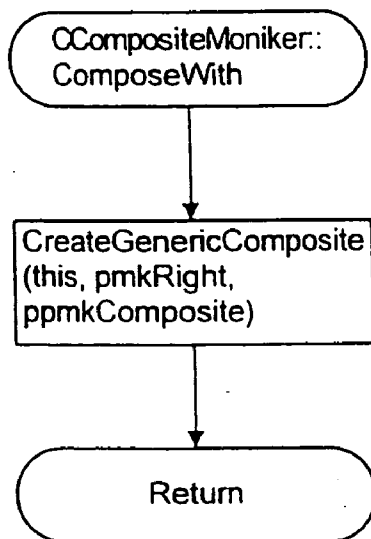 CCompositeMoniker::
ComposeWith
CreateGenericComposite
(this, pmkRight,
ppmkComposite)
Return